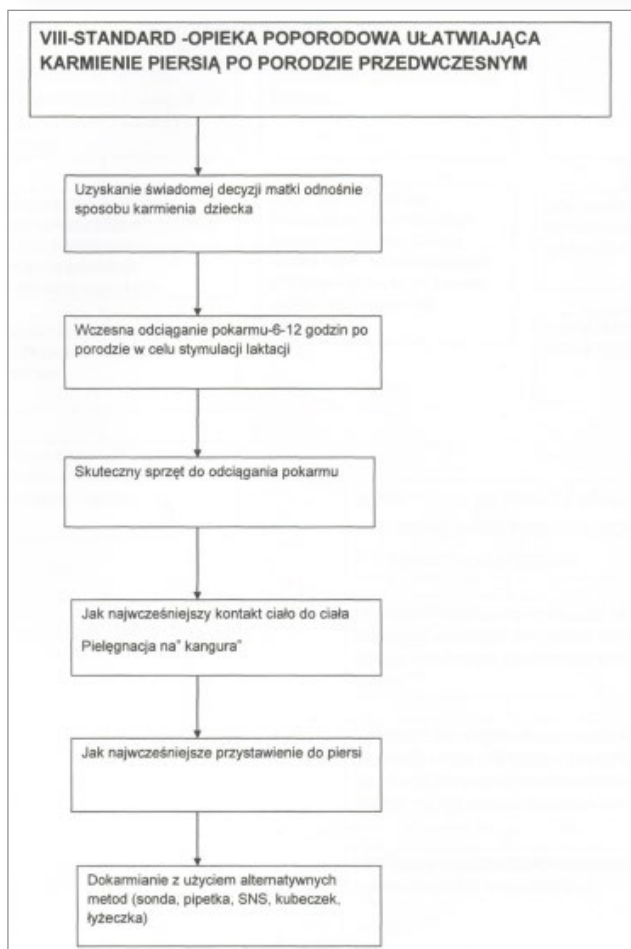 VIII-STANDARD -OPIEKA POPORODOWA UŁATWIAJĄCA
KARMIENIE PIERSIĄ PO PORODZIE PRZEDWCZESNYM
Uzyskanie świadomej decyzji matki odnośnie
sposobu karmienia dziecka
Wczesna odciąganie pokarmu-6-12 godzin po
porodzie w celu stymulacji laktacji
Skuteczny sprzęt do odciągania pokarmu
Jak najwcześniejszy kontakt ciało do ciała
Pielęgnacja na" kangura"
Jak najwcześniejsze przystawienie do piersi
Dokarmianie z użyciem alternatywnych
metod (sonda, pipetka, SNS, kubeczek,
łyżeczka)